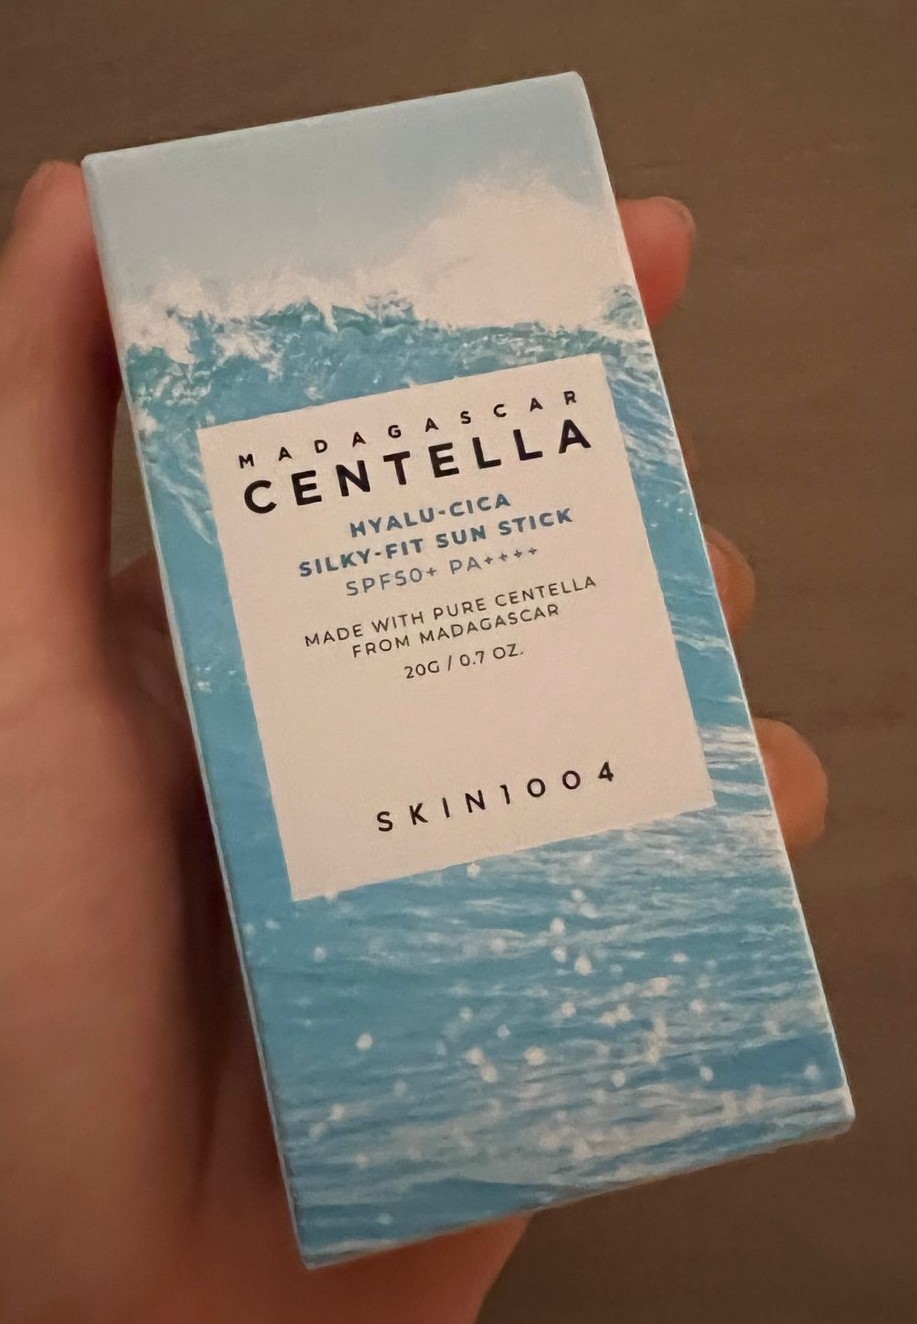 MADAGASCAR
CENTELLA
HYALU-CICA
SILKY-FIT SUN STICK
SPF50+ PA++++
MADE WITH PURE CENTELLA
FROM MADAGASCAR
20G / 0.7 OZ.
SKIN1004